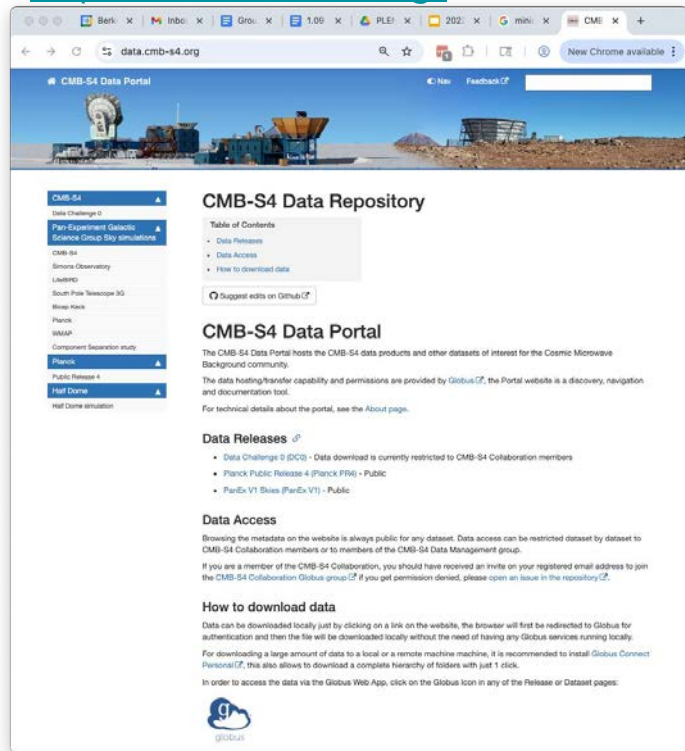 Berk
Inbo
Grou
1.09
PLE
202
mini
CME
data.cmb-s4.org
New Chrome available
CMB-S4 Data Portal
Nav
Feedback
CMB-S4
Data Challenge 0
Pan-Experiment Galactic
Science Group Sky simulations
CMB-S4
Simons Observatory
LiteBIRD
South Pole Telescope 3G
Bicep Keck
Planck
WMAP
Component Separation study
Planck
Public Release 4
Half Dome
Half Dome simulation
CMB-S4 Data Repository
Table of Contents
• Data Releases
• Data Access
• How to download data
Suggest edits on Github
CMB-S4 Data Portal
The CMB-S4 Data Portal hosts the CMB-S4 data products and other datasets of interest for the Cosmic Microwave
Background community.
The data hosting/transfer capability and permissions are provided by Globus, the Portal website is a discovery, navigation
and documentation tool.
For technical details about the portal, see the About page.
Data Releases
• Data Challenge 0 (DC0) - Data download is currently restricted to CMB-S4 Collaboration members
• Planck Public Release 4 (Planck PR4) - Public
• PanEx V1 Skies (PanEx V1) - Public
Data Access
Browsing the metadata on the website is always public for any dataset. Data access can be restricted dataset by dataset to
CMB-S4 Collaboration members or to members of the CMB-S4 Data Management group.
If you are a member of the CMB-S4 Collaboration, you should have received an invite on your registered email address to join
the CMB-S4 Collaboration Globus group if you get permission denied, please open an issue in the repository.
How to download data
Data can be downloaded locally just by clicking on a link on the website, the browser will first be redirected to Globus for
authentication and then the file will be downloaded locally without the need of having any Globus services running locally.
For downloading a large amount of data to a local or a remote machine machine, it is recommended to install Globus Connect
Personal, this also allows to download a complete hierarchy of folders with just 1 click.
In order to access the data via the Globus Web App, click on the Globus Icon in any of the Release or Dataset pages:
g
globus